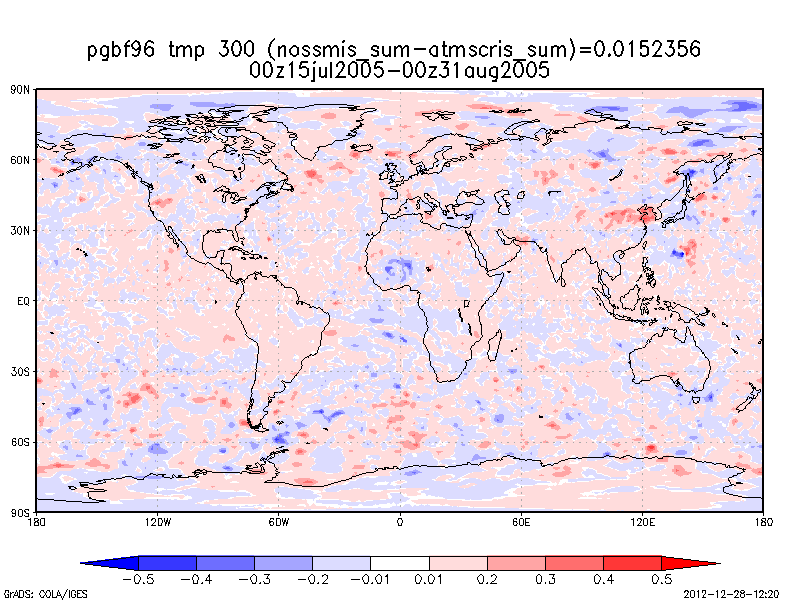 pgbf96 tmp 300 (nossmis_sum-atmscris_sum)=0.0152356
00z15jul2005-00z31aug2005
90N
60N
30N
EQ
30S
60S
90S
180 120W 60W 0 60E 120E 180
-0.5 -0.4 -0.3 -0.2 -0.01 0.01 0.2 0.3 0.4 0.5
GrADS: COLA/IGES 2012-12-28-12:20